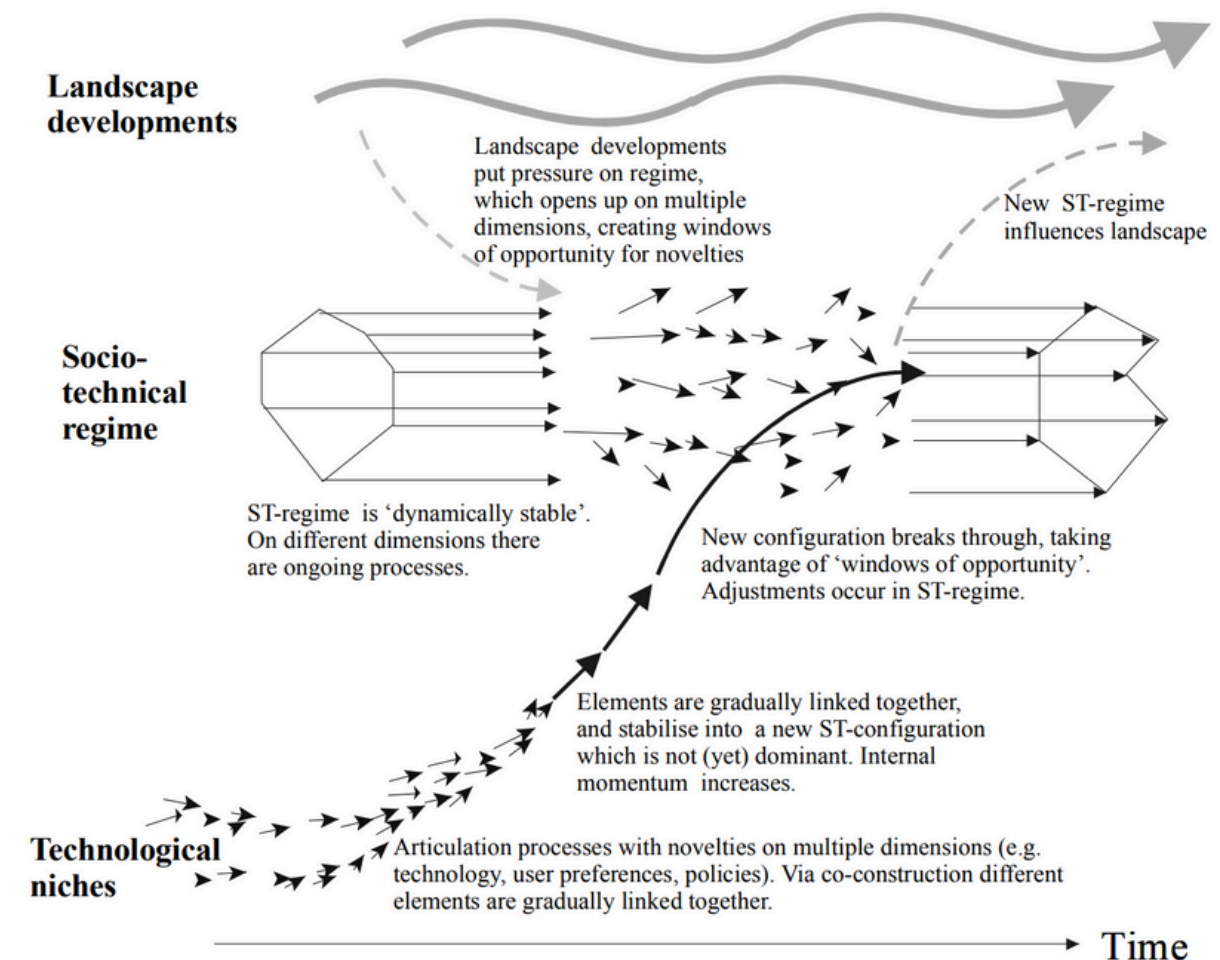 Landscape
developments
Landscape developments
put pressure on regime,
which opens up on multiple
dimensions, creating windows
of opportunity for novelties
New ST-regime
influences landscape
Socio-
technical
regime
ST-regime is ‘dynamically stable’.
On different dimensions there
are ongoing processes.
New configuration breaks through, taking
advantage of ‘windows of opportunity’.
Adjustments occur in ST-regime.
Elements are gradually linked together,
and stabilise into a new ST-configuration
which is not (yet) dominant. Internal
momentum increases.
Technological
niches
Articulation processes with novelties on multiple dimensions (e.g.
technology, user preferences, policies). Via co-construction different
elements are gradually linked together.
Time